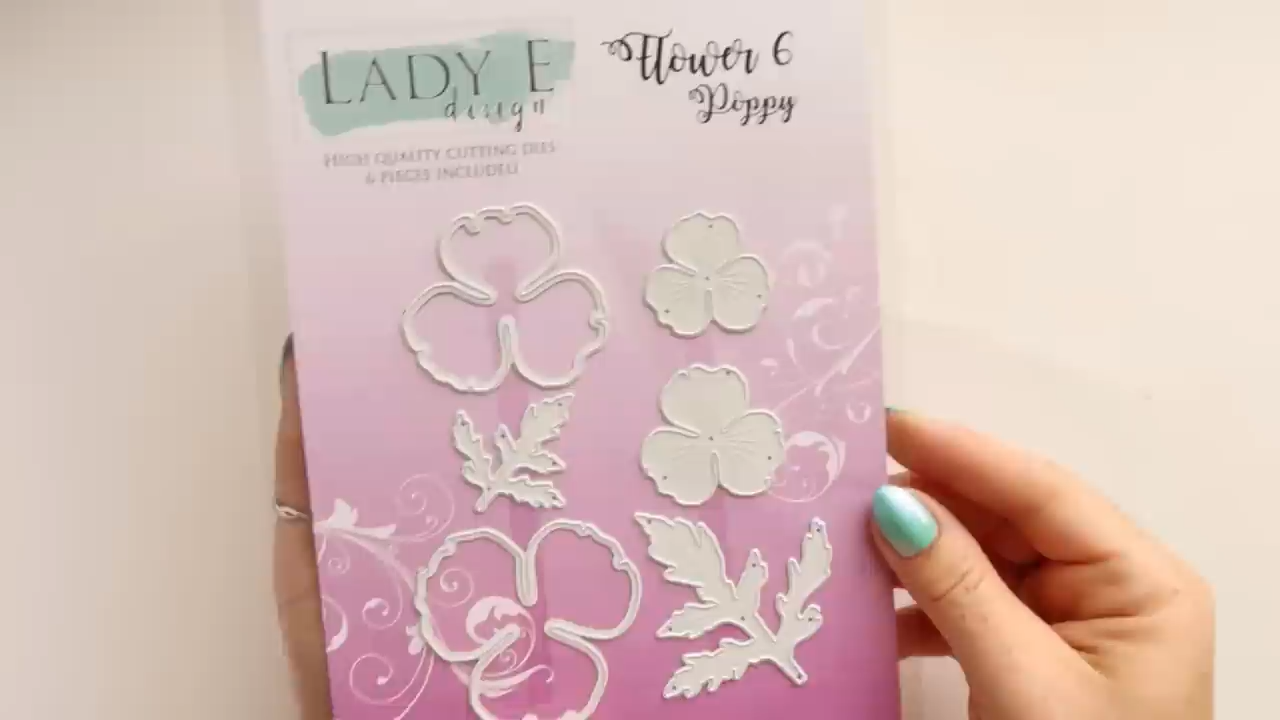 LADY E
design
Flower 6
Poppy
HIGH QUALITY CUTTING DIES
6 PIECES INCLUDED!